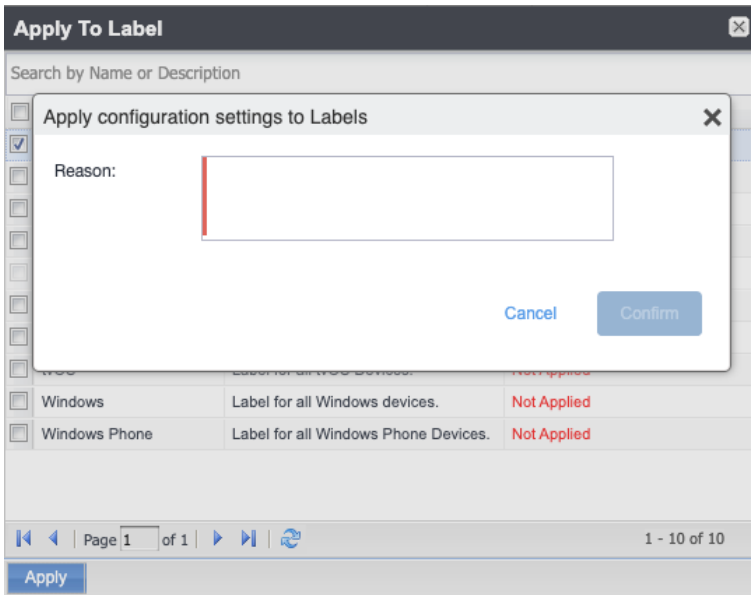 Apply To Label
Search by Name or Description
Apply configuration settings to Labels
Reason:
Cancel
Confirm
Not Applied
Windows Label for all Windows devices. Not Applied
Windows Phone Label for all Windows Phone Devices. Not Applied
Page 1 of 1 1 - 10 of 10
Apply